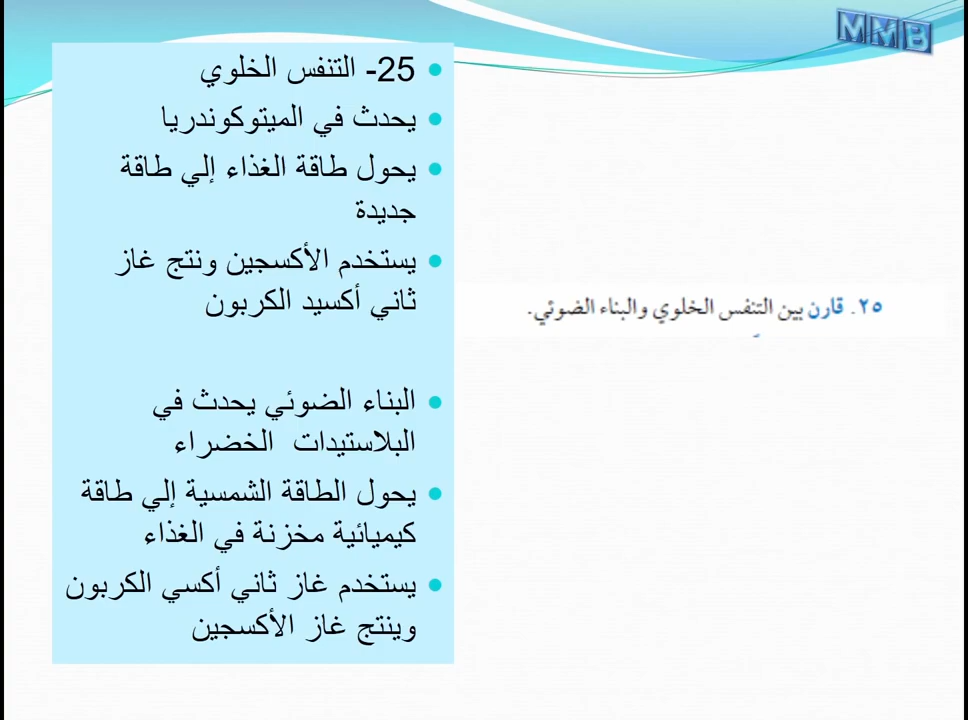 MMB
٢٥. قارن بين التنفس الخلوي والبناء الضوئي.
25- التنفس الخلوي
يحدث في الميتوكوندريا
يحول طاقة الغذاء إلي طاقة
جديدة
يستخدم الأكسجين ونتج غاز
ثاني أكسيد الكربون
البناء الضوئي يحدث في
البلاستيدات الخضراء
يحول الطاقة الشمسية إلي طاقة
كيميائية مخزنة في الغذاء
يستخدم غاز ثاني أكسي الكربون
وينتج غاز الأكسجين